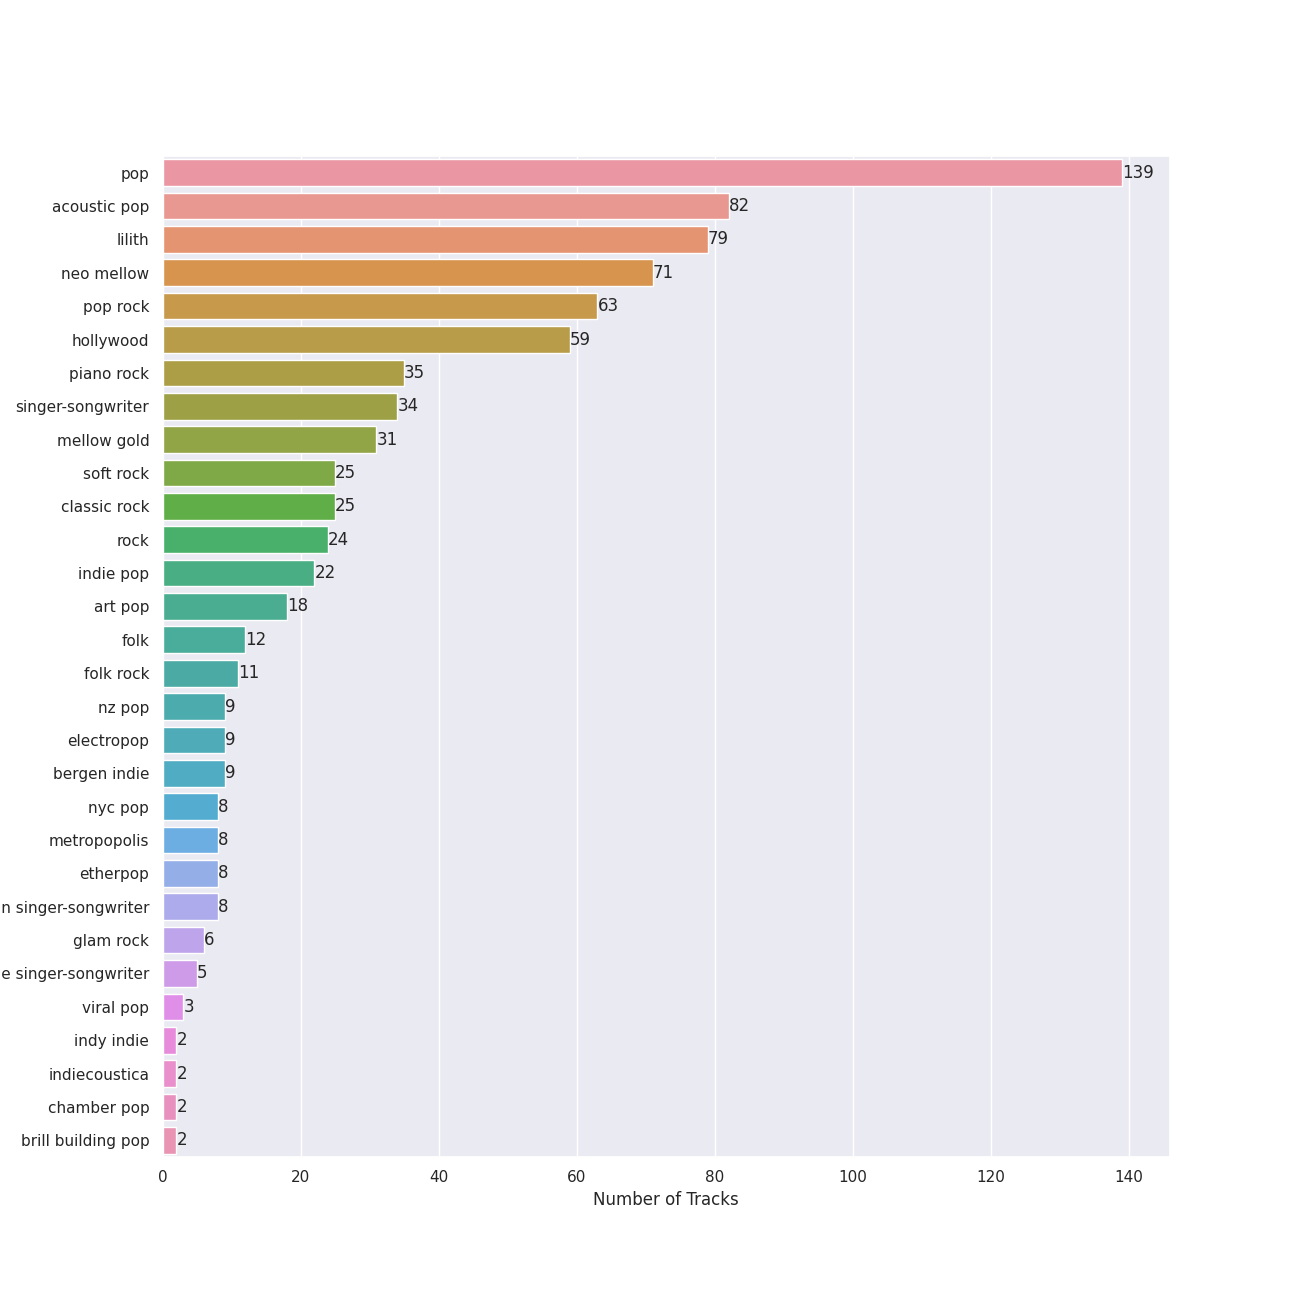 pop 139
acoustic pop 82
lilith 79
neo mellow 71
pop rock 63
hollywood 59
piano rock 35
singer-songwriter 34
mellow gold 31
soft rock 25
classic rock 25
rock 24
indie pop 22
art pop 18
folk 12
folk rock 11
nz pop 9
electropop 9
bergen indie 9
nyc pop 8
metropopolis 8
etherpop 8
n singer-songwriter 8
glam rock 6
e singer-songwriter 5
viral pop 3
indy indie 2
indiecoustica 2
chamber pop 2
brill building pop 2
0 20 40 60 80 100 120 140
Number of Tracks